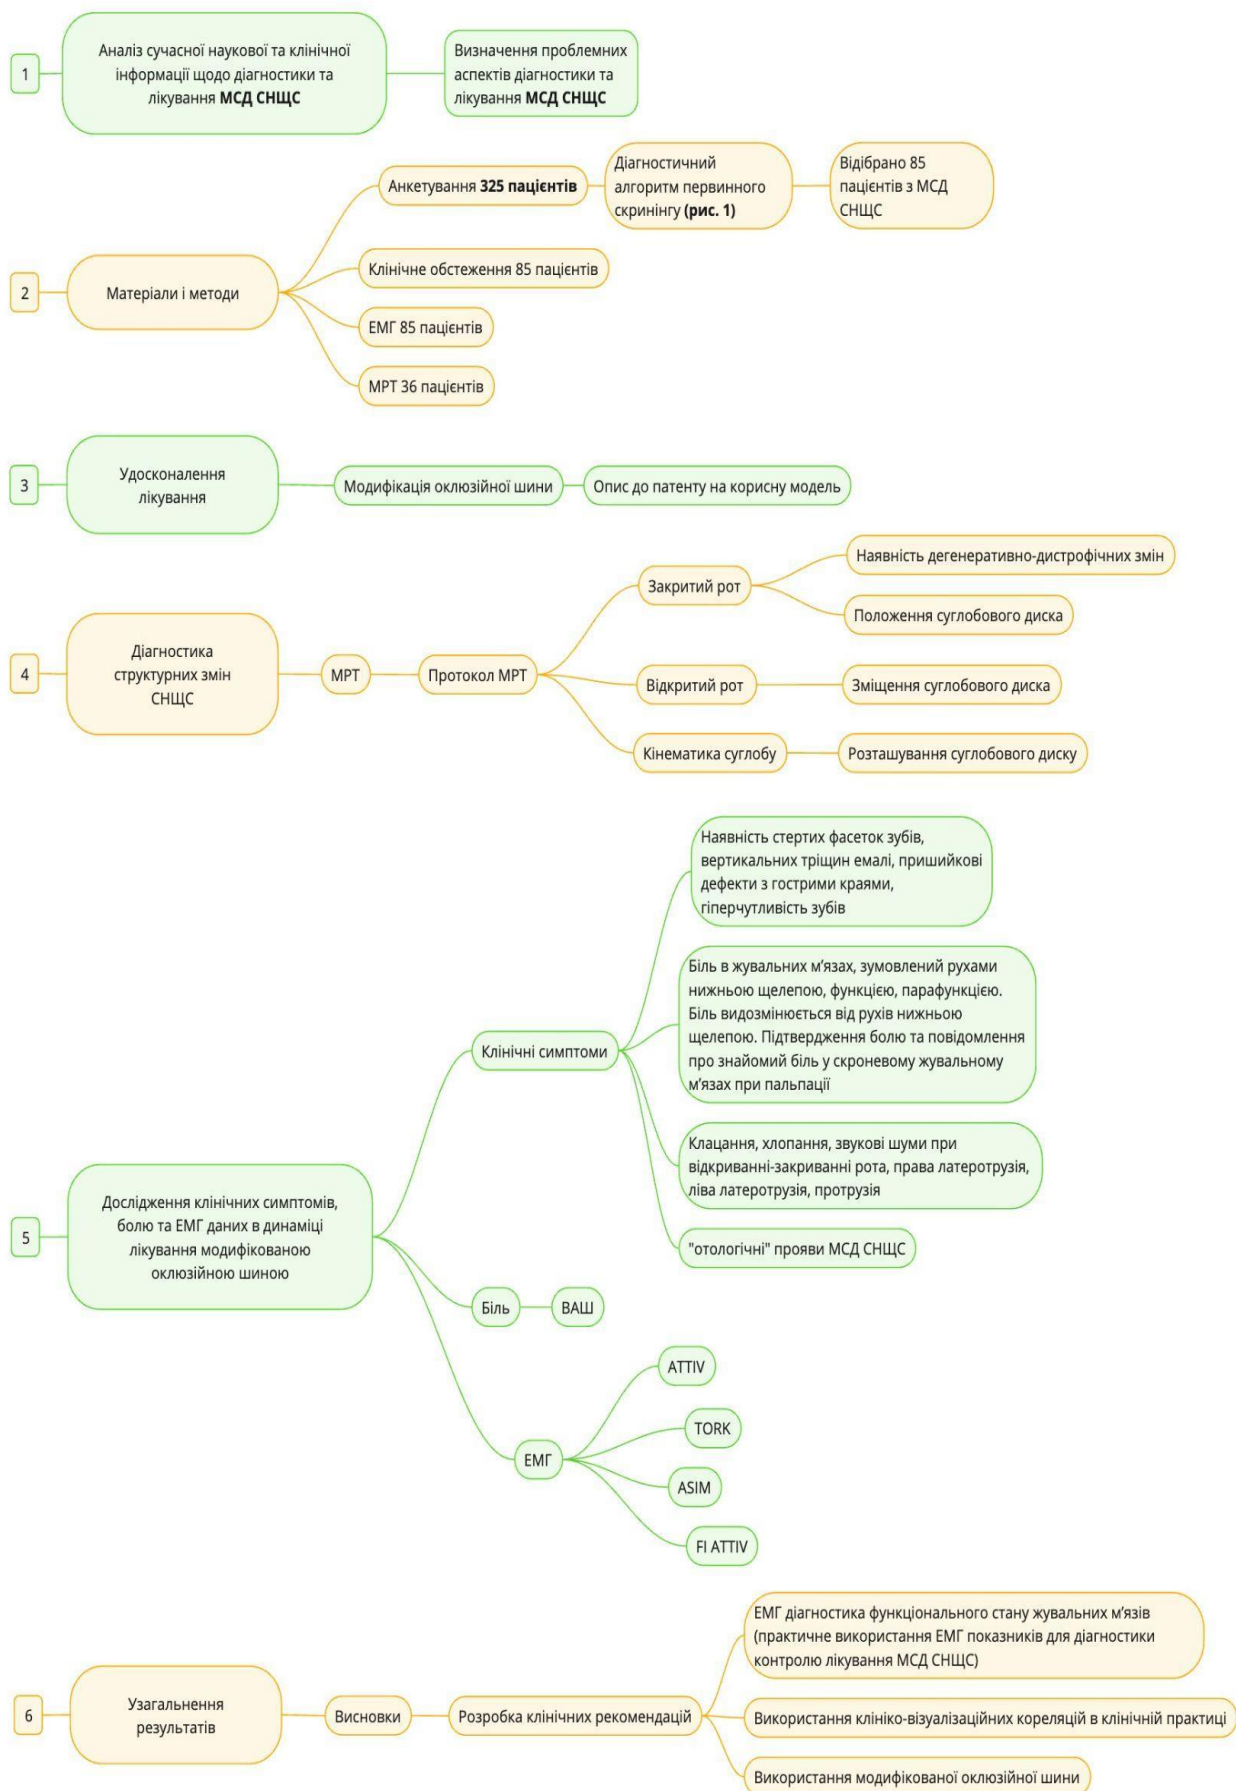 1
Аналіз сучасної наукової та клінічної
інформації щодо діагностики та
лікування МСД СНЩС
Визначення проблемних
аспектів діагностики та
лікування МСД СНЩС
2
Матеріали і методи
Анкетування 325 пацієнтів
Діагностичний
алгоритм первинного
скринінгу (рис. 1)
Відібрано 85
пацієнтів з МСД
СНЩС
Клінічне обстеження 85 пацієнтів
ЕМГ 85 пацієнтів
МРТ 36 пацієнтів
3
Удосконалення
лікування
Модифікація оклюзійної шини
Опис до патенту на корисну модель
4
Діагностика
структурних змін
СНЩС
МРТ
Протокол МРТ
Закритий рот
Наявність дегенеративно-дистрофічних змін
Положення суглобового диска
Відкритий рот
Зміщення суглобового диска
Кінематика суглобу
Розташування суглобового диску
5
Дослідження клінічних симптомів,
болю та ЕМГ даних в динаміці
лікування модифікованою
оклюзійною шиною
Клінічні симптоми
Наявність стертих фасеток зубів,
вертикальних тріщин емалі, пришийкові
дефекти з гострими краями,
гіперчутливість зубів
Біль в жувальних м'язах, зумовлений рухами
нижньою щелепою, функцією, парафункцією.
Біль видозмінюється від рухів нижньою
щелепою. Підтвердження болю та повідомлення
про знайомий біль у скроневому жувальному
м'язах при пальпації
Клацання, хлопання, звукові шуми при
відкриванні-закриванні рота, права латеротрузія,
ліва латеротрузія, протрузія
"отологічні" прояви МСД СНЩС
Біль
ВАШ
ЕМГ
ATTIV
TORK
ASIM
FI ATTIV
6
Узагальнення
результатів
Висновки
Розробка клінічних рекомендацій
ЕМГ діагностика функціонального стану жувальних м'язів
(практичне використання ЕМГ показників для діагностики
контролю лікування МСД СНЩС)
Використання клініко-візуалізаційних кореляцій в клінічній практиці
Використання модифікованої оклюзійної шини